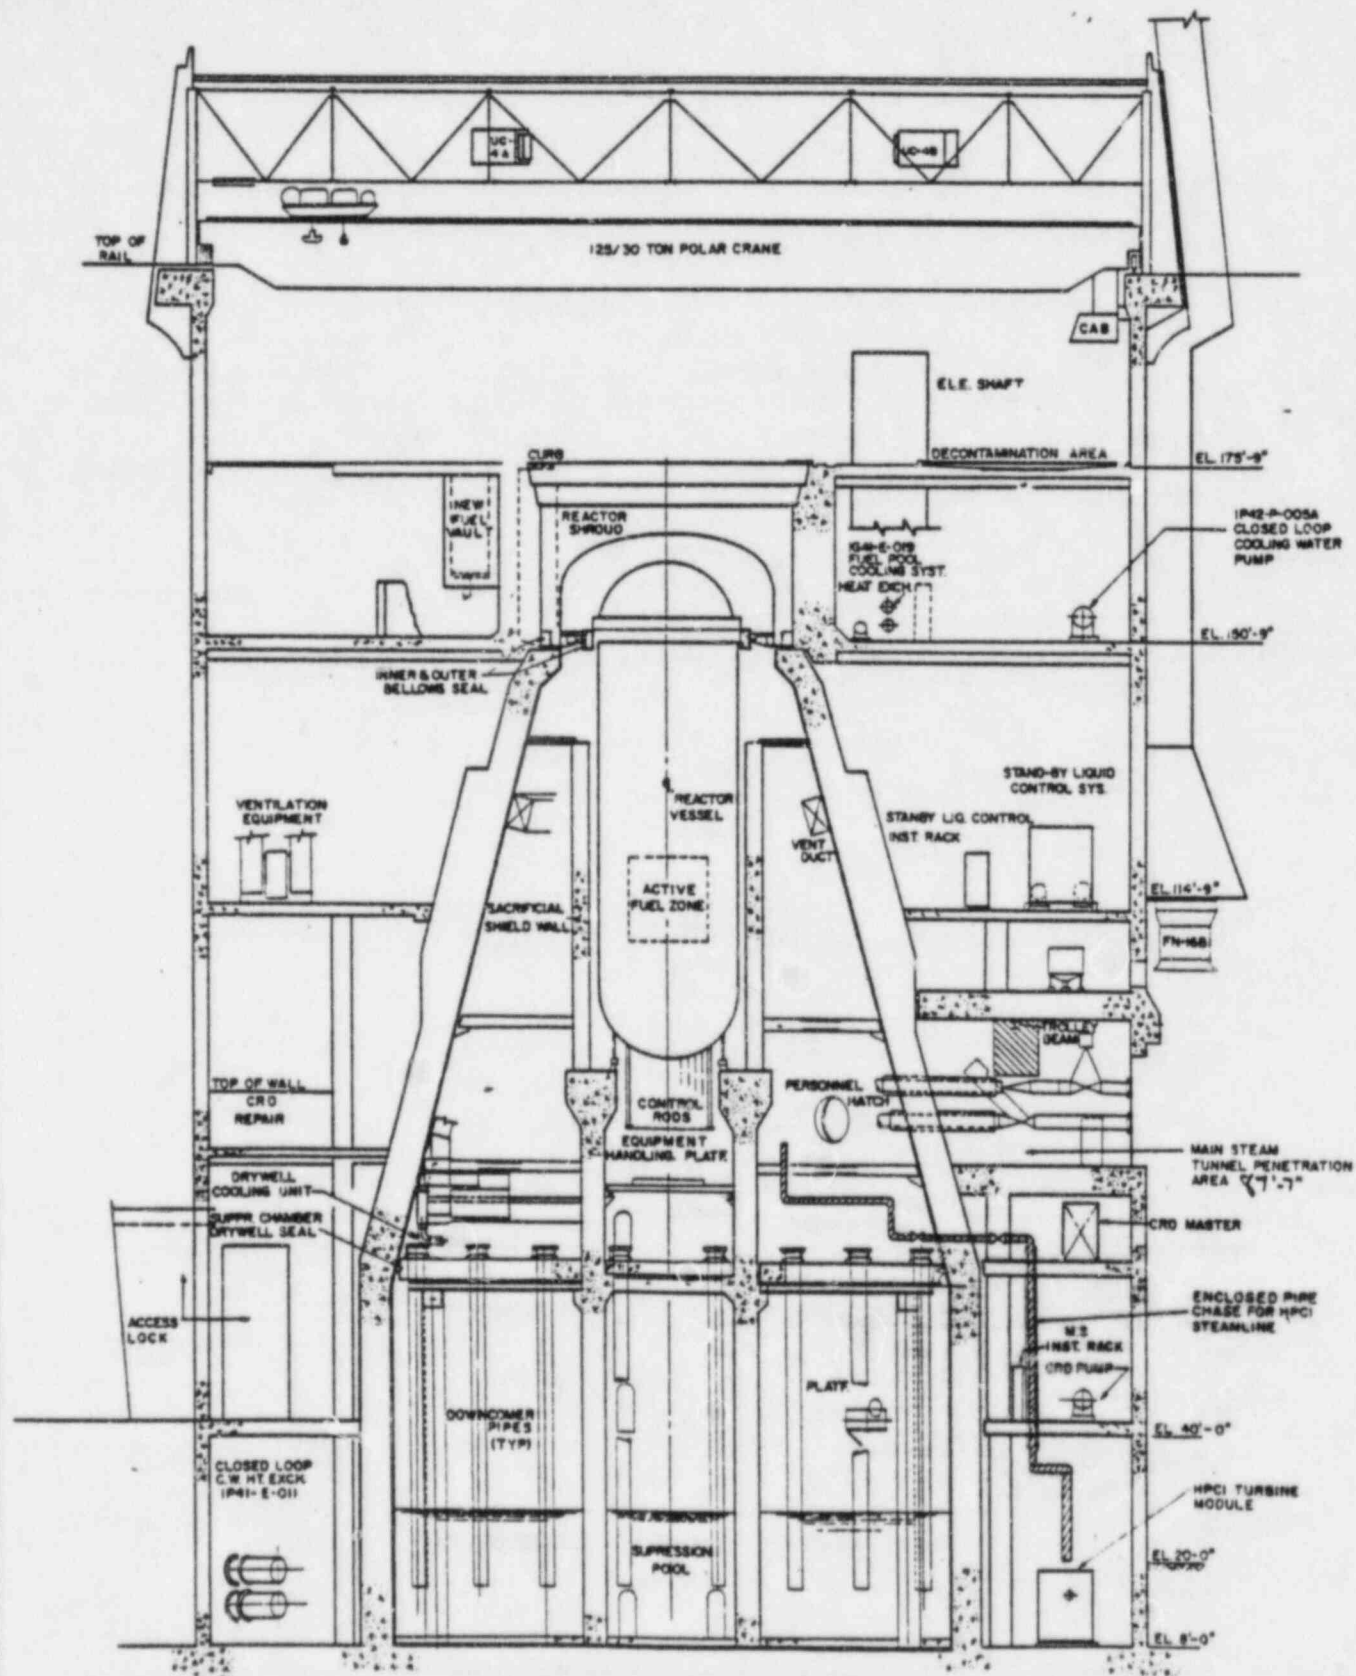 UC-
4A
UC-4B
TOP OF
RAIL
125/30 TON POLAR CRANE
CAB
ELE. SHAFT
CURB
DECONTAMINATION AREA
EL. 175'-9"
NEW
FUEL
VAULT
REACTOR
SHROUD
1G41-E-019
FUEL POOL
COOLING SYST.
HEAT EXCH.
1P42-P-005A
CLOSED LOOP
COOLING WATER
PUMP
EL. 150'-9"
INNER & OUTER
BELLOWS SEAL
VENTILATION
EQUIPMENT
REACTOR
VESSEL
VENT
DUCT
STAND-BY LIQUID
CONTROL SYS.
STANBY LIQ. CONTROL
INST. RACK
ACTIVE
FUEL ZONE
EL. 114'-9"
SACRIFICIAL
SHIELD WALL
TROLLEY
BEAM
TOP OF WALL
CRD
REPAIR
CONTROL
RODS
PERSONNEL
HATCH
EQUIPMENT
HANDLING PLATF.
MAIN STEAM
TUNNEL PENETRATION
AREA 87'-7"
DRYWELL
COOLING UNIT
SUPPR. CHAMBER
DRYWELL SEAL
CRD MASTER
ACCESS
LOCK
ENCLOSED PIPE
CHASE FOR HPCI
STEAMLINE
INST. RACK
CRD PUMP
PLATF.
DOWNCOMER
PIPES
(TYP)
EL. 40'-0"
CLOSED LOOP
C.W. HT. EXCH.
1P41-E-011
HPCI TURBINE
MODULE
SUPRESSION
POOL
EL. 20'-0"
EL. 8'-0"